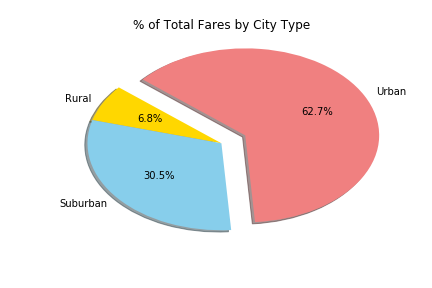 % of Total Fares by City Type
Urban
Rural
62.7%
6.8%
30.5%
Suburban